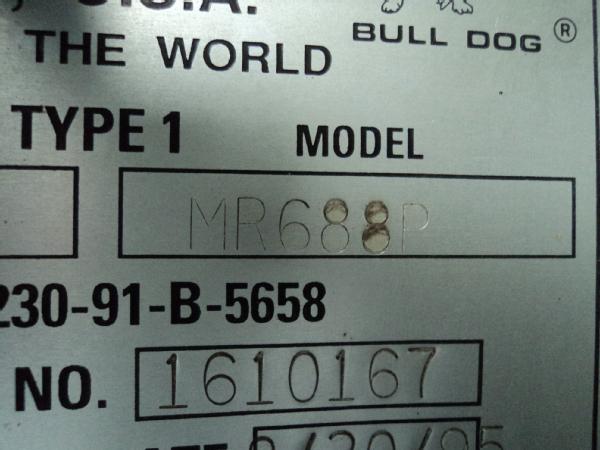 U.S.A.
THE WORLD
BULL DOG ®
TYPE 1 MODEL
MR688P
230-91-B-5658
NO. 1610167